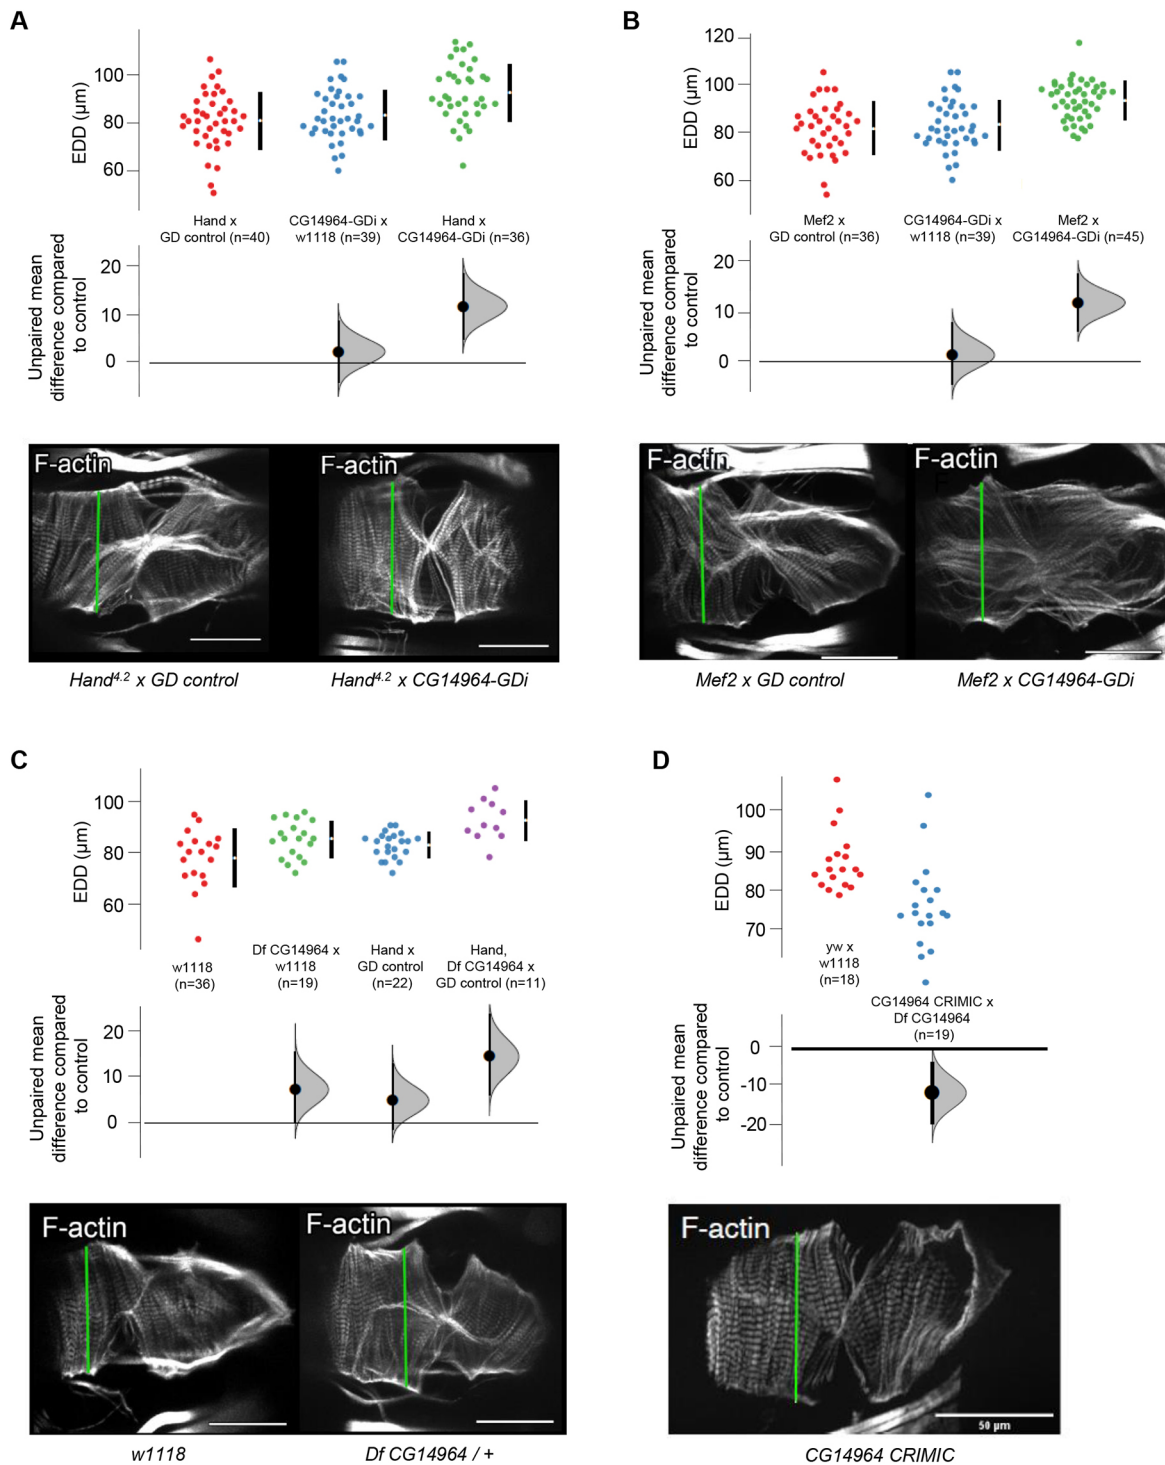 A
EDD (µm)
100
80
60
Hand x
GD control (n=40)
CG14964-GDi x
w1118 (n=39)
Hand x
CG14964-GDi (n=36)
Unpaired mean
difference compared
to control
20
10
0
F-actin
F-actin
Hand4.2 x GD control
Hand4.2 x CG14964-GDi
B
EDD (µm)
120
100
80
60
Mef2 x
GD control (n=36)
CG14964-GDi x
w1118 (n=39)
Mef2 x
CG14964-GDi (n=45)
Unpaired mean
difference compared
to control
20
10
0
F-actin
F-actin
F
Mef2 x GD control
Mef2 x CG14964-GDi
C
EDD (µm)
100
80
60
w1118
(n=36)
Df CG14964 x
w1118
(n=19)
Hand x
GD control
(n=22)
Hand,
Df CG14964 x
GD control (n=11)
Unpaired mean
difference compared
to control
20
10
0
F-actin
F-actin
w1118
Df CG14964 / +
D
EDD (µm)
100
90
80
70
yw x
w1118
(n=18)
CG14964 CRIMIC x
Df CG14964
(n=19)
Unpaired mean
difference compared
to control
0
-10
-20
F-actin
50 µm
CG14964 CRIMIC